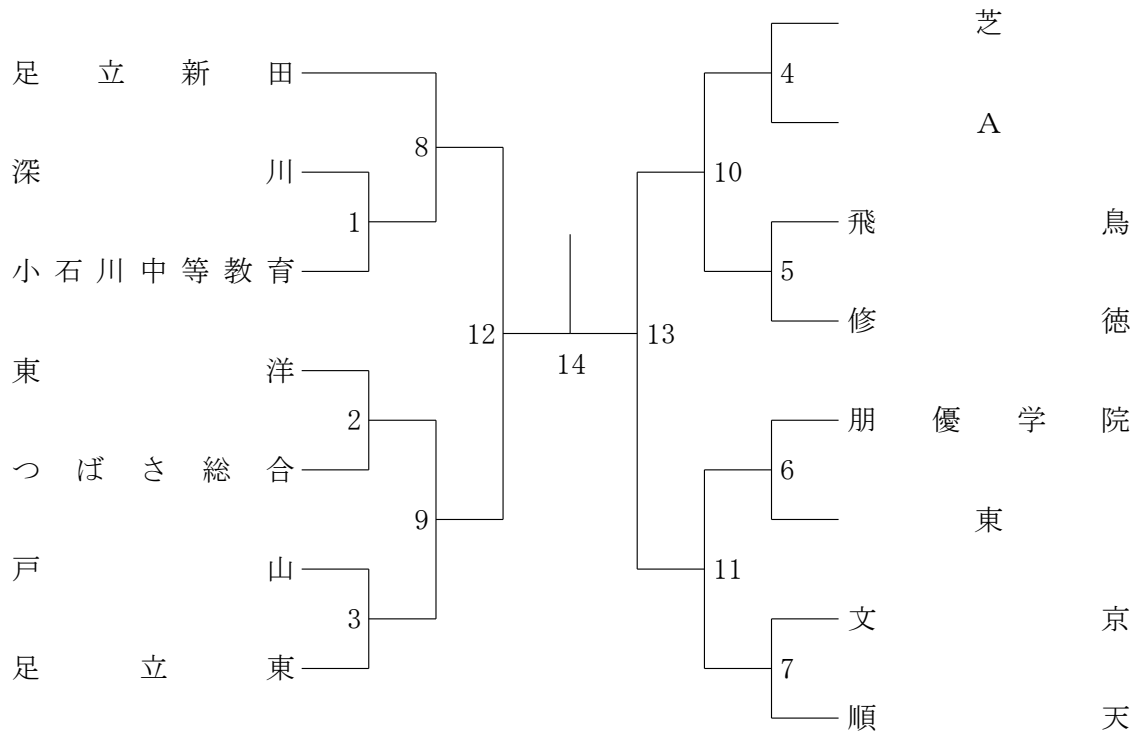 足立新田
深川
小石川中等教育
東洋
つばさ総合
戸山
足立東
1
2
3
8
9
12
14
13
10
11
4
5
6
7
芝
A
飛鳥
修徳
朋優学院
東
文京
順天